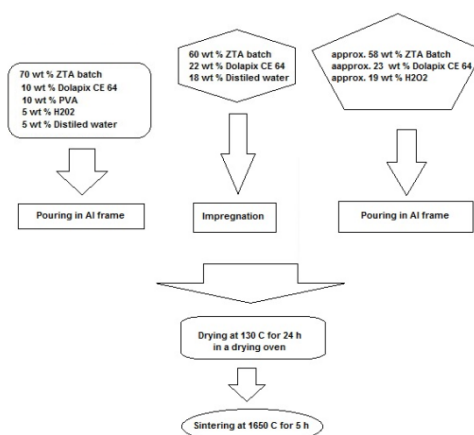 70 wt % ZTA batch
10 wt% Dolapix CE 64
10 wt% PVA
5 wt % H202
5 wt % Distiled water
60 wt % ZTA batch
22 wt % Dolapix CE 64
18 wt% Distiled water
approx. 58 wt % ZTA Batch
aapprox. 23 wt % Dolapix CE 64
approx. 19 wt % H2O2
Pouring in Al frame
Impregnation
Pouring in Al frame
Drying at 130 C for 24 h
in a drying oven
Sintering at 1650 C for 5 h